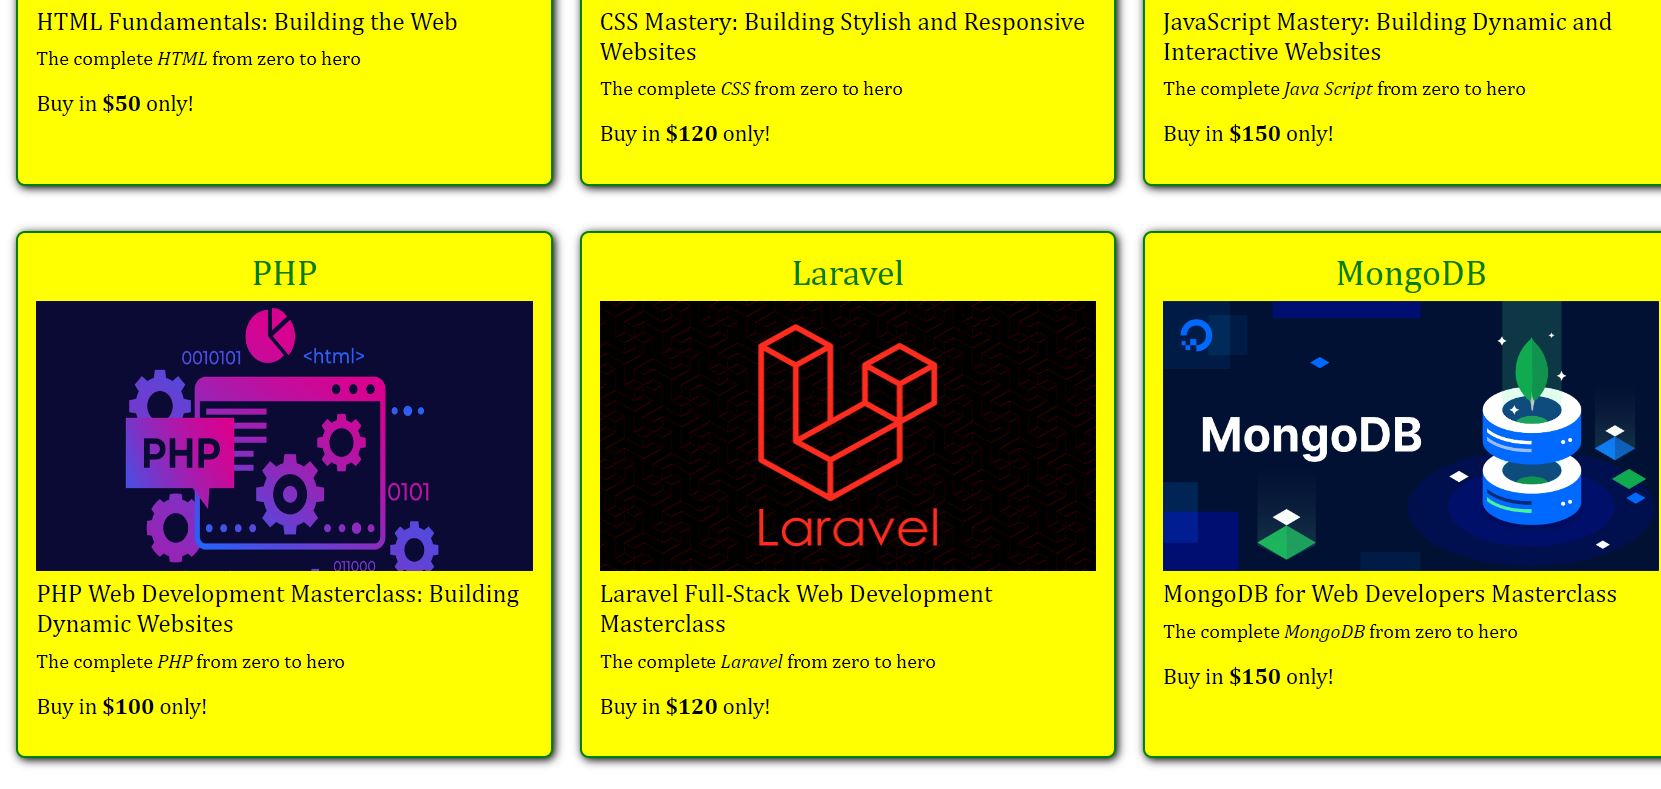 HTML Fundamentals: Building the Web
The complete HTML from zero to hero
Buy in $50 only!
CSS Mastery: Building Stylish and Responsive
Websites
The complete CSS from zero to hero
Buy in $120 only!
JavaScript Mastery: Building Dynamic and
Interactive Websites
The complete Java Script from zero to hero
Buy in $150 only!
PHP
0010101
<html>
PHP
0101
011000
PHP Web Development Masterclass: Building
Dynamic Websites
The complete PHP from zero to hero
Buy in $100 only!
Laravel
Laravel
Laravel Full-Stack Web Development
Masterclass
The complete Laravel from zero to hero
Buy in $120 only!
MongoDB
MongoDB
MongoDB for Web Developers Masterclass
The complete MongoDB from zero to hero
Buy in $150 only!